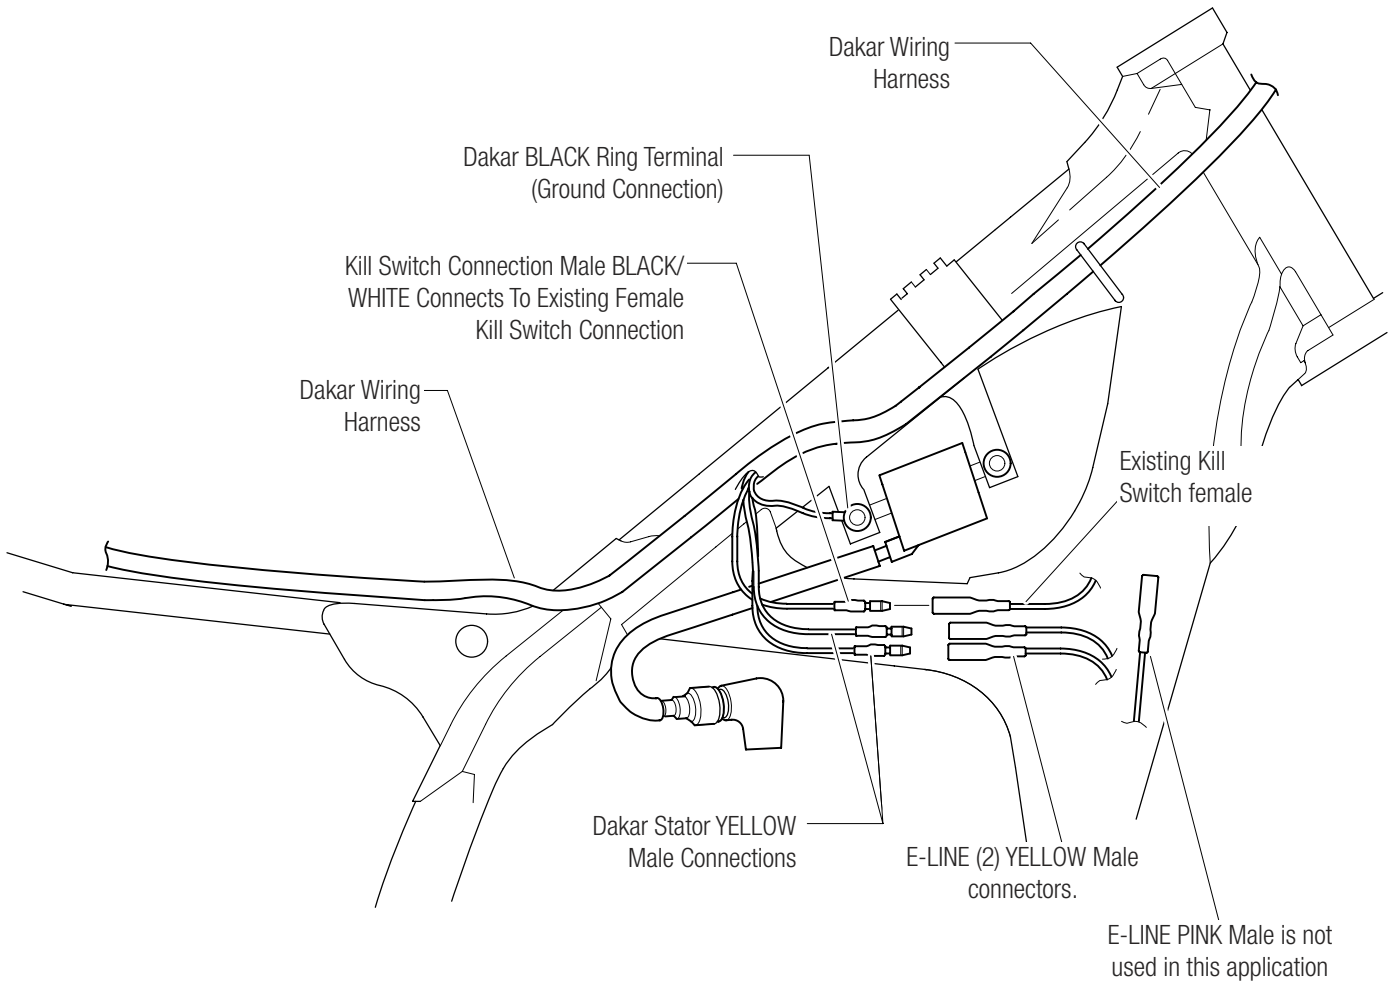 Dakar Wiring
Harness
Dakar BLACK Ring Terminal
(Ground Connection)
Kill Switch Connection Male BLACK/
WHITE Connects To Existing Female
Kill Switch Connection
Dakar Wiring
Harness
Existing Kill
Switch female
Dakar Stator YELLOW
Male Connections
E-LINE (2) YELLOW Male
connectors.
E-LINE PINK Male is not
used in this application